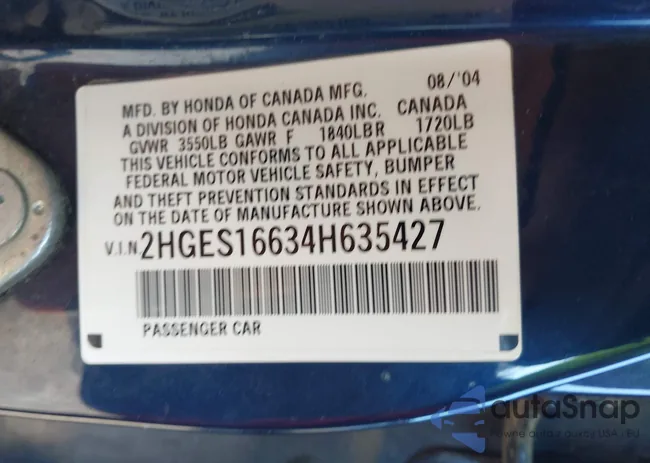 MFD. BY HONDA OF CANADA MFG. 08/'04
A DIVISION OF HONDA CANADA INC. CANADA
GVWR 3550LB GAWR F 1840LBR 1720LB
THIS VEHICLE CONFORMS TO ALL APPLICABLE
FEDERAL MOTOR VEHICLE SAFETY, BUMPER
AND THEFT PREVENTION STANDARDS IN EFFECT
ON THE DATE OF MANUFACTURE SHOWN ABOVE.
V.I.N 2HGES16634H635427
PASSENGER CAR
autaSnap